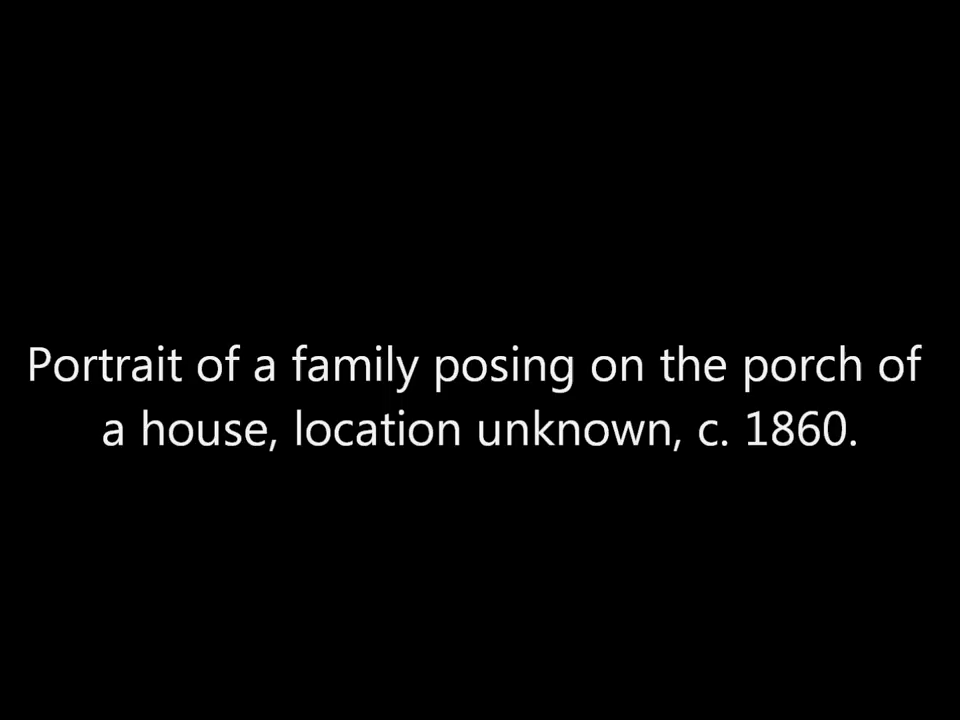 Portrait of a family posing on the porch of
a house, location unknown, c. 1860.